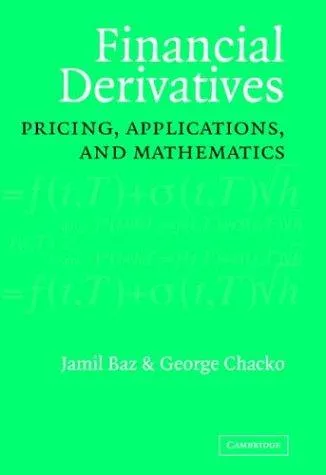 Financial
Derivatives
PRICING, APPLICATIONS,
AND MATHEMATICS
=f(t,T)+σ(t,T)√h
=f(t,T)+σ(t,T)√h
Jamil Baz & George Chacko
CAMBRIDGE